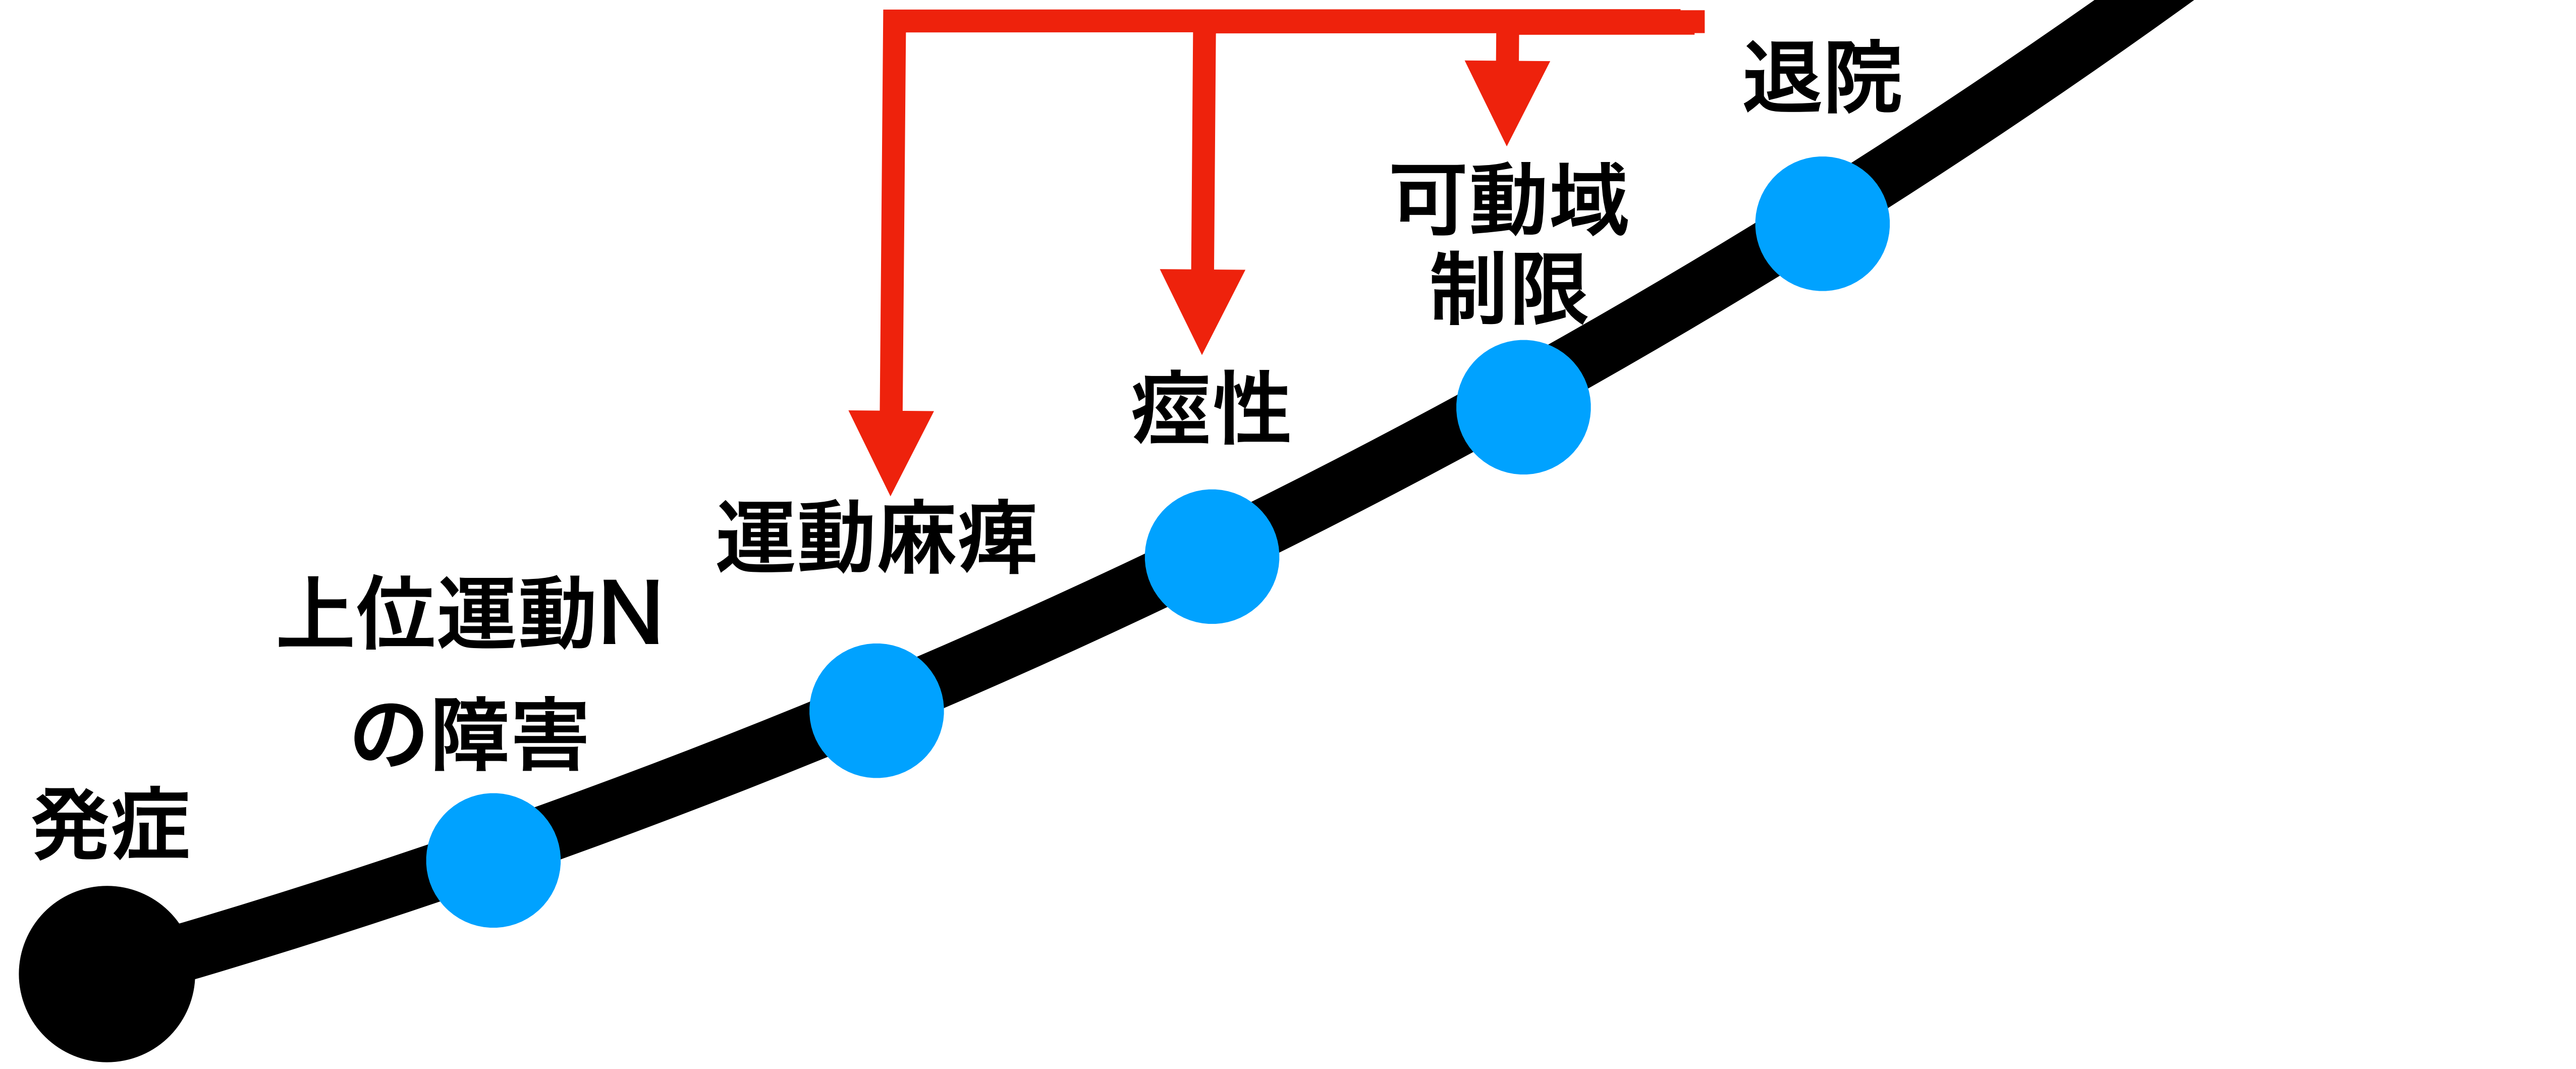 発症
上位運動N
の障害
運動麻痺
痙性
可動域
制限
退院